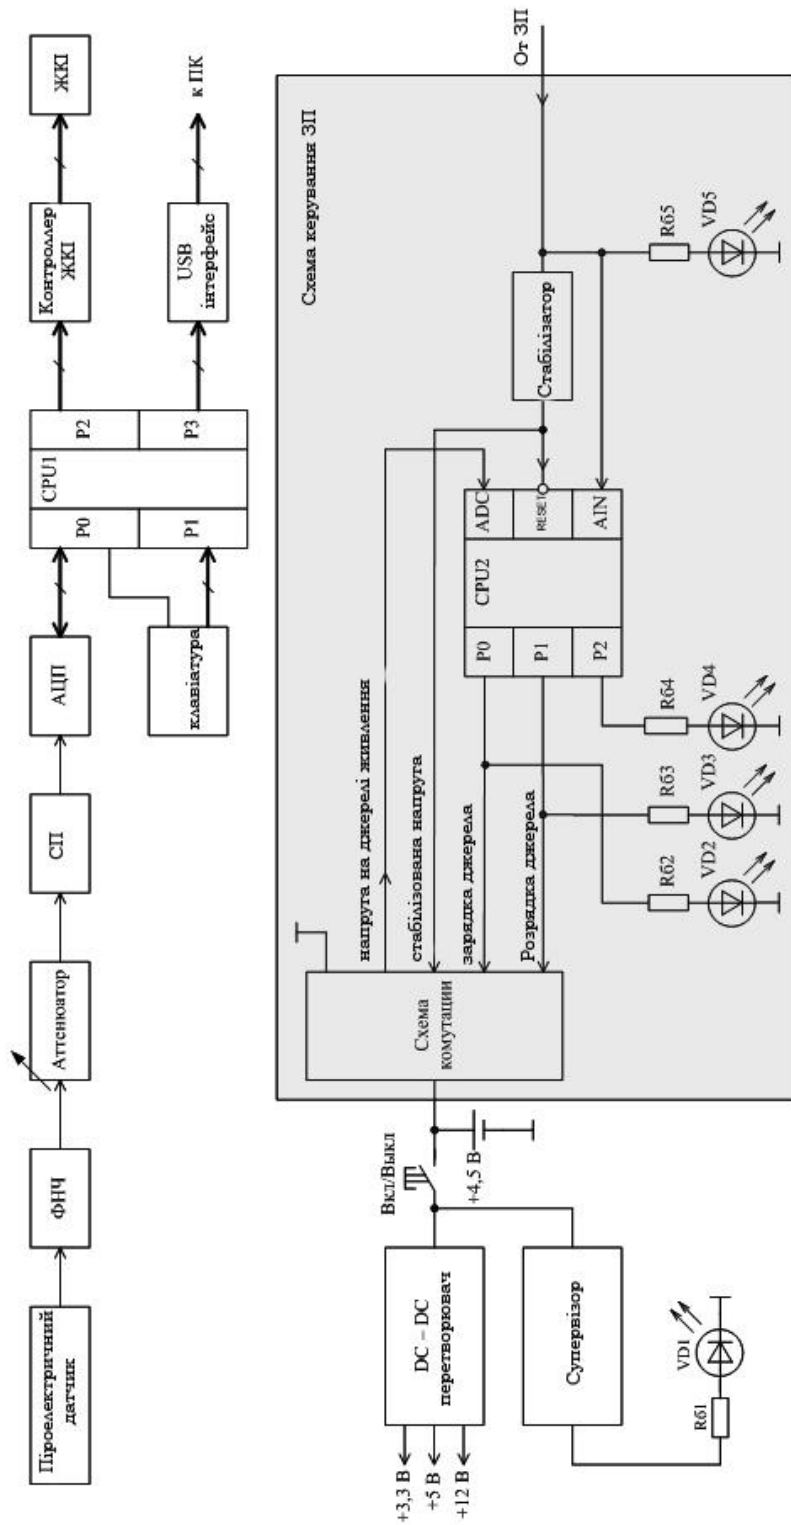 Піроелектричний
датчик
ФНЧ
Аттенюатор
СП
АЦП
клавіатура
P0
P1
CPU1
P2
P3
Контроллер
ЖКІ
ЖКІ
USB
інтерфейс
к ПК
+3,3 В
+5 В
+12 В
DC – DC
перетворювач
Вкл/Выкл
+4,5 В
Супервізор
Rб1
VD1
Схема керування ЗП
Схема
комутации
напруга на джерелі живлення
стабілізована напруга
зарядка джерела
Розрядка джерела
P0
P1
P2
CPU2
ADC
RESET
AIN
Стабілізатор
От ЗП
Rб2
VD2
Rб3
VD3
Rб4
VD4
Rб5
VD5